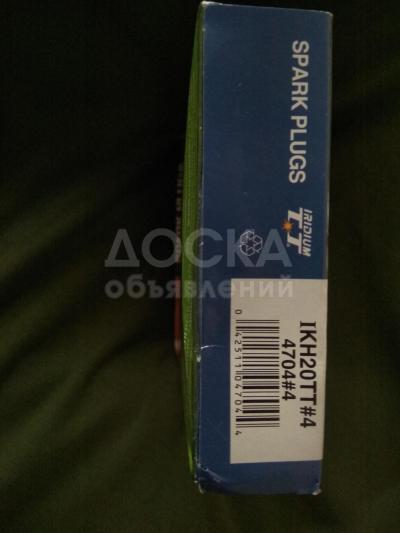 SPARK PLUGS
IRIDIUM
TT
IKH20TT#4
4704#4
0 42511 04704 4
ДОСКА
объявлений